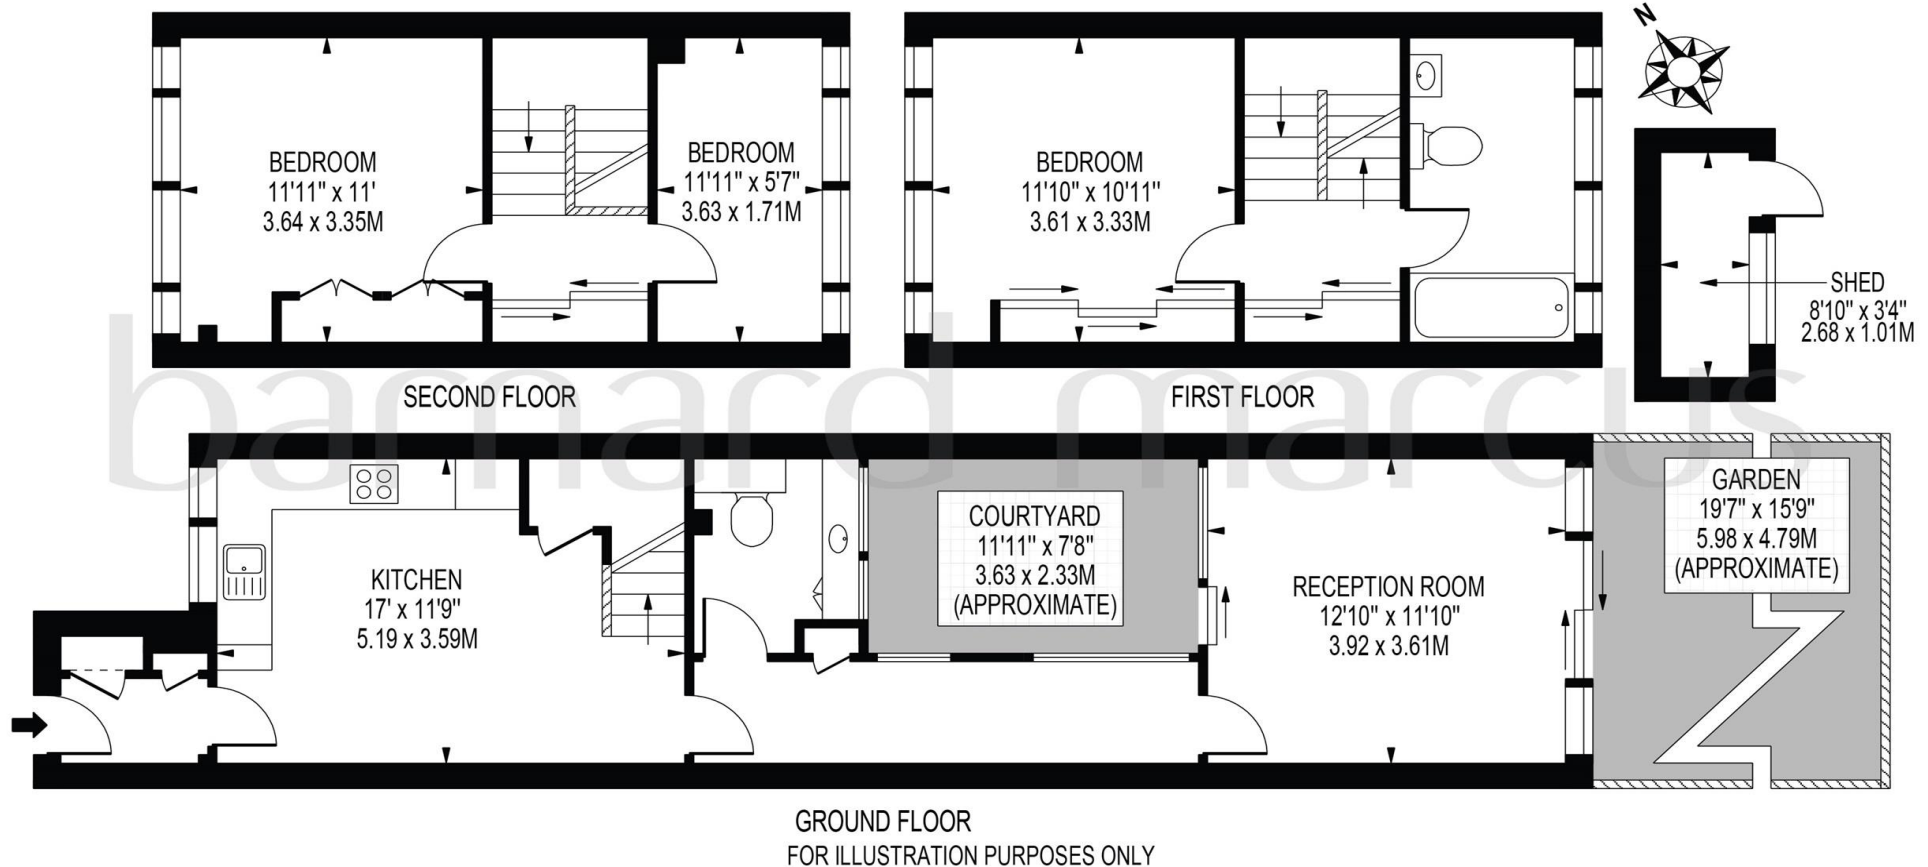 N
BEDROOM
11'11" x 11'
3.64 x 3.35M
BEDROOM
11'11" x 5'7"
3.63 x 1.71M
SECOND FLOOR
BEDROOM
11'10" x 10'11"
3.61 x 3.33M
FIRST FLOOR
SHED
8'10" x 3'4"
2.68 x 1.01M
barnard marcus
KITCHEN
17' x 11'9"
5.19 x 3.59M
COURTYARD
11'11" x 7'8"
3.63 x 2.33M
(APPROXIMATE)
RECEPTION ROOM
12'10" x 11'10"
3.92 x 3.61M
GARDEN
19'7" x 15'9"
5.98 x 4.79M
(APPROXIMATE)
GROUND FLOOR
FOR ILLUSTRATION PURPOSES ONLY